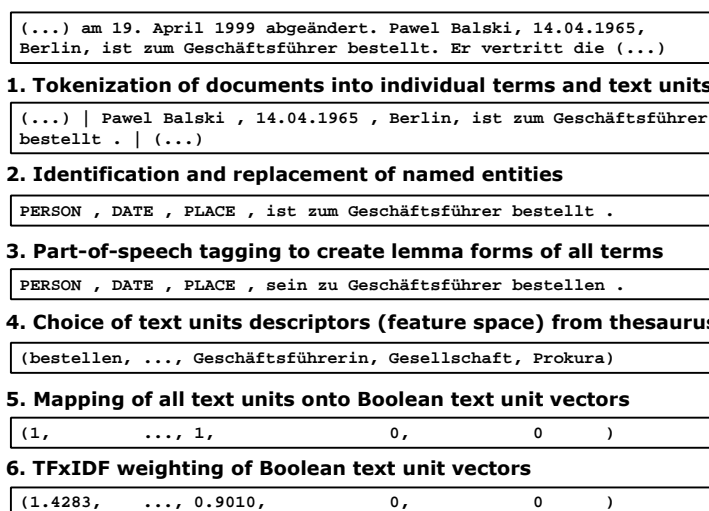 (...) am 19. April 1999 abgeändert. Pawel Balski, 14.04.1965,
Berlin, ist zum Geschäftsführer bestellt. Er vertritt die (...)
1. Tokenization of documents into individual terms and text units
(...) | Pawel Balski , 14.04.1965 , Berlin, ist zum Geschäftsführer
bestellt . | (...)
2. Identification and replacement of named entities
PERSON , DATE , PLACE , ist zum Geschäftsführer bestellt .
3. Part-of-speech tagging to create lemma forms of all terms
PERSON , DATE , PLACE , sein zu Geschäftsführer bestellen .
4. Choice of text units descriptors (feature space) from thesaurus
(bestellen, ..., Geschäftsführerin, Gesellschaft, Prokura)
5. Mapping of all text units onto Boolean text unit vectors
(1, ..., 1, 0, 0 )
6. TFxIDF weighting of Boolean text unit vectors
(1.4283, ..., 0.9010, 0, 0 )